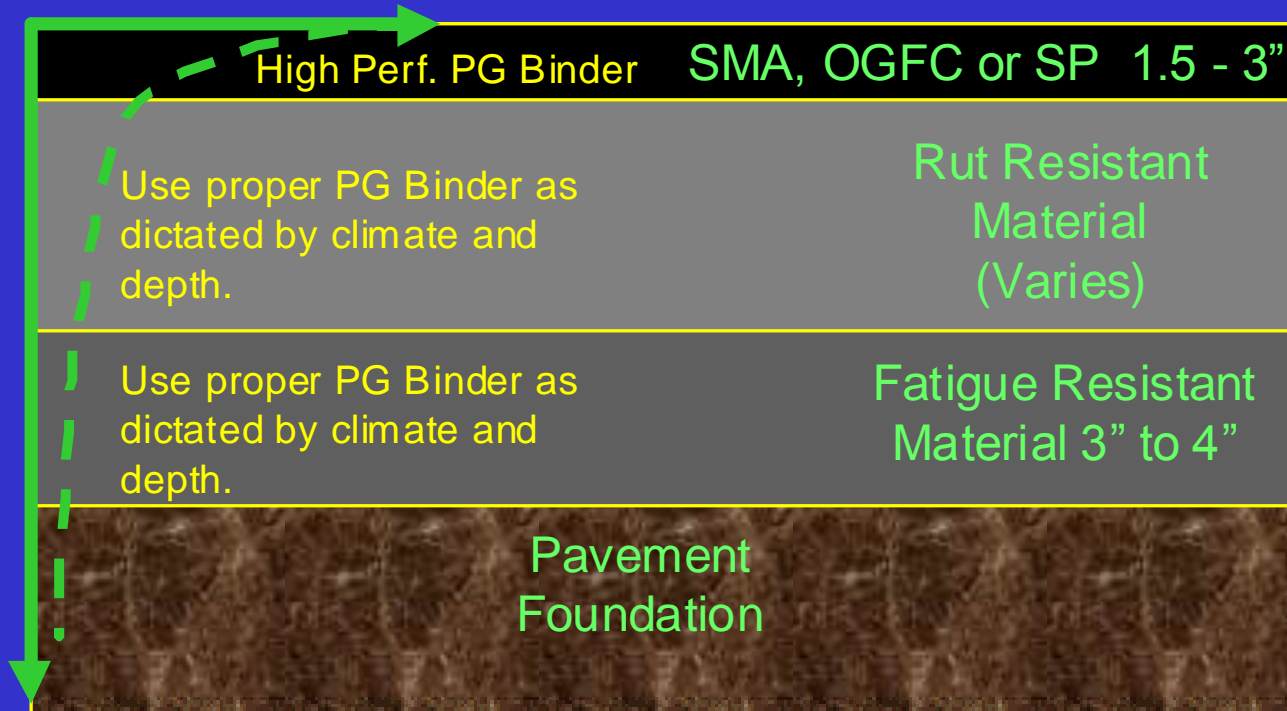 High Perf. PG Binder SMA, OGFC or SP 1.5 - 3”
Use proper PG Binder as
dictated by climate and
depth.
Rut Resistant
Material
(Varies)
Use proper PG Binder as
dictated by climate and
depth.
Fatigue Resistant
Material 3” to 4”
Pavement
Foundation